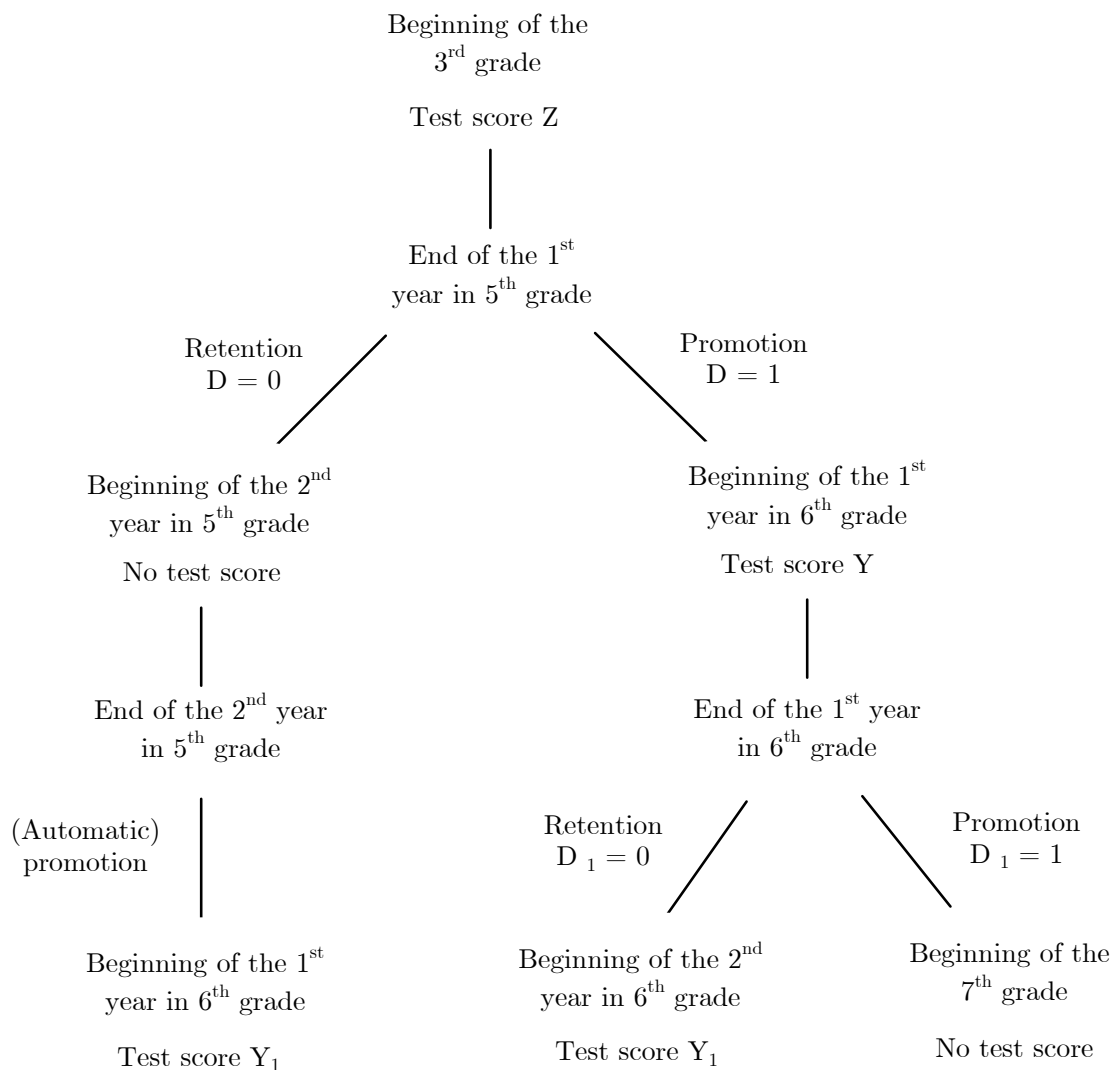 Beginning of the
3rd grade
Test score Z
End of the 1st
year in 5th grade
Retention
D = 0
Promotion
D = 1
Beginning of the 2nd
year in 5th grade
No test score
Beginning of the 1st
year in 6th grade
Test score Y
End of the 2nd year
in 5th grade
End of the 1st year
in 6th grade
(Automatic)
promotion
Retention
D 1 = 0
Promotion
D 1 = 1
Beginning of the 1st
year in 6th grade
Test score Y1
Beginning of the 2nd
year in 6th grade
Test score Y1
Beginning of the
7th grade
No test score